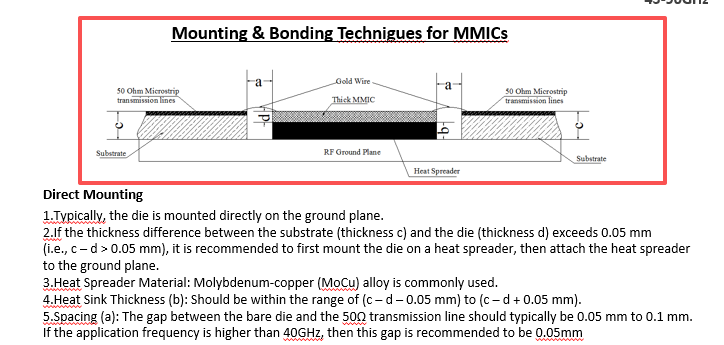 Mounting & Bonding Technigues for MMICs
a
Gold Wire
a
50 Ohm Microstrip
transmission lines
Thick MMIC
50 Ohm Microstrip
transmission lines
c
d
b
c
Substrate
RF Ground Plane
Substrate
Heat Spreader
Direct Mounting
1.Typically, the die is mounted directly on the ground plane.
2.If the thickness difference between the substrate (thickness c) and the die (thickness d) exceeds 0.05 mm
(i.e., c – d > 0.05 mm), it is recommended to first mount the die on a heat spreader, then attach the heat spreader
to the ground plane.
3.Heat Spreader Material: Molybdenum-copper (MoCu) alloy is commonly used.
4.Heat Sink Thickness (b): Should be within the range of (c – d – 0.05 mm) to (c – d + 0.05 mm).
5.Spacing (a): The gap between the bare die and the 50Ω transmission line should typically be 0.05 mm to 0.1 mm.
If the application frequency is higher than 40GHz, then this gap is recommended to be 0.05mm